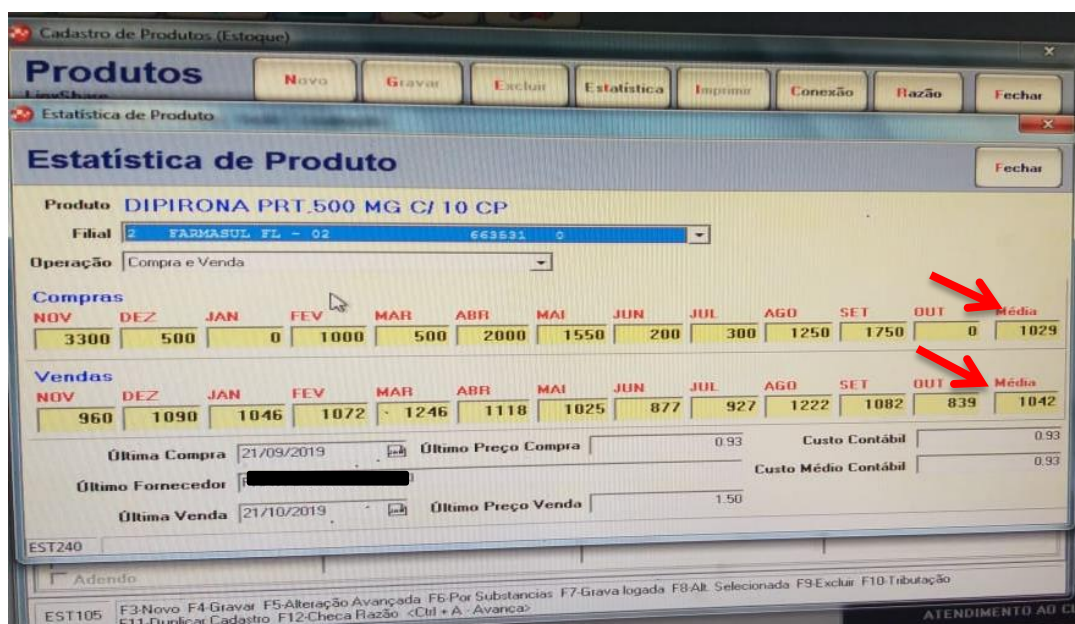 Cadastro de Produtos (Estoque)
Produtos
LinxShare
Novo Gravar Excluir Estatística Imprimir Conexão Razão Fechar
Estatística de Produto
Estatística de Produto
Fechar
Produto DIPIRONA PRT.500 MG C/ 10 CP
Filial 2 FARMASUL FL - 02 663531 0
Operação Compra e Venda
Compras
NOV DEZ JAN FEV MAR ABR MAI JUN JUL AGO SET OUT Média
3300 500 0 1000 500 2000 1550 200 300 1250 1750 0 1029
Vendas
NOV DEZ JAN FEV MAR ABR MAI JUN JUL AGO SET OUT Média
960 1090 1046 1072 1246 1118 1025 877 927 1222 1082 839 1042
Última Compra 21/09/2019 Último Preço Compra 0.93 Custo Contábil 0.93
Último Fornecedor Custo Médio Contábil 0.93
Última Venda 21/10/2019 Último Preço Venda 1.50
EST240
Adendo
EST105 F3-Novo F4-Gravar F5-Alteração Avançada F6-Por Substancias F7-Grava logada F8-Alt. Selecionada F9-Excluir F10-Tributação
F11-Duplicar Cadastro F12-Checa Razão <Ctrl + A - Avanca>
ATENDIMENTO AO